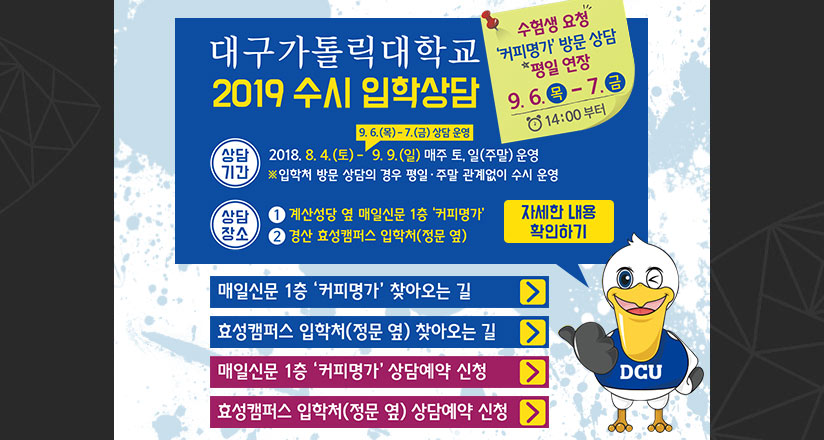 대구가톨릭대학교
2019 수시 입학상담
수험생 요청
'커피명가' 방문 상담
*평일 연장
9. 6. 목 - 7. 금
14:00 부터
9. 6.(목) - 7.(금) 상담 운영
상담
기간
2018. 8. 4.(토) - 9. 9.(일) 매주 토, 일(주말) 운영
※입학처 방문 상담의 경우 평일·주말 관계없이 수시 운영
상담
장소
1 계산성당 옆 매일신문 1층 '커피명가'
2 경산 효성캠퍼스 입학처(정문 옆)
자세한 내용
확인하기
매일신문 1층 '커피명가' 찾아오는 길
효성캠퍼스 입학처(정문 옆) 찾아오는 길
매일신문 1층 '커피명가' 상담예약 신청
효성캠퍼스 입학처(정문 옆) 상담예약 신청
DCU